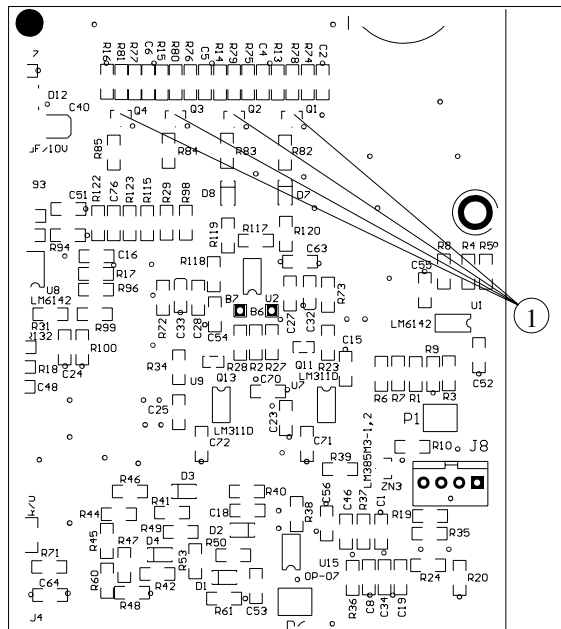 R16 R81 R77 C6 R15 R80 R76 C5 R14 R79 R75 C4 R13 R78 R74 C2
7
D12
C40
Q4 Q3 Q2 Q1
µF/10V
R85 R84 R83 R82
93
C51
R122 C76 R123 R115 R29 R98
D8 D7
R94
R119 R117 R120
C16
R118
C63
R8 R4 R5
R17
C55
U8
R96
LM6142
B7 B6 U2
R73
U1
1
R31
R99
R72 C33 C28 C54
C27 C32
LM6142
R132
R100
C15
R18
C24
R34
Q13
R28 R2 R27
Q11
R23
R9
C52
C48
U9
C70
U7
LM311D
R6 R7 R1 R3
C25
C23
P1
LM311D
C72 C71
R10
J8
R39
LM385M3-1,2
ZN3
R46
D3
R40
k/V
R44
R41
C18
R38
C56 C46 R37 C1
R19
R45
R49
D2
R35
R47
D4
R50
R71
R53
U15
C64
R60
R42
D1
OP-07
R24
R20
R48
R61
C53
R36 C8 C34 C19
J4